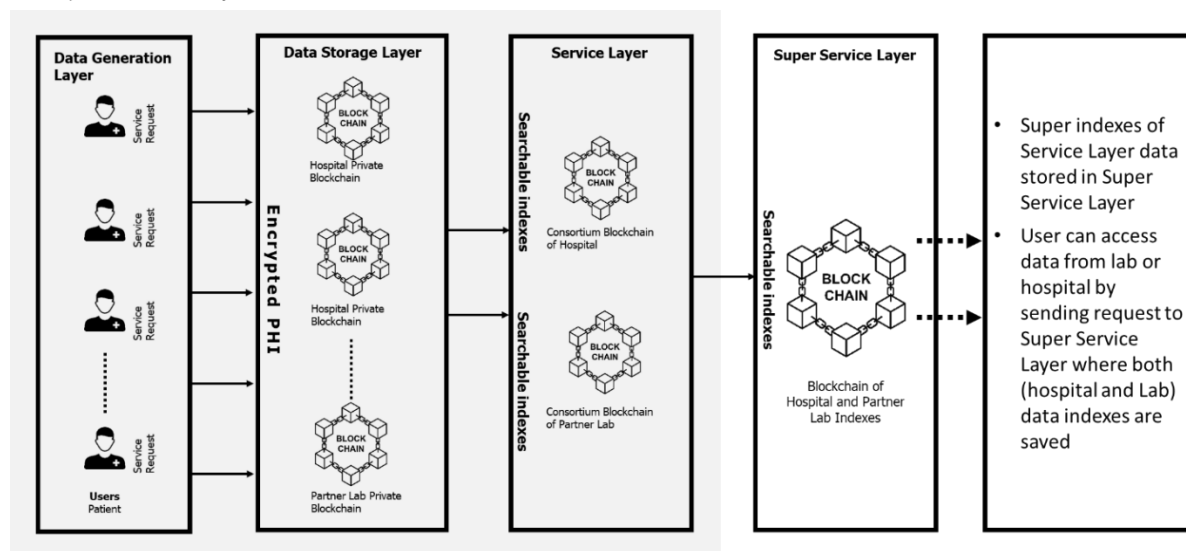 Data Generation
Layer
Service
Request
Service
Request
Service
Request
Service
Request
Users
Patient
Data Storage Layer
Encrypted PHI
BLOCK
CHAIN
Hospital Private
Blockchain
BLOCK
CHAIN
Hospital Private
Blockchain
BLOCK
CHAIN
Partner Lab Private
Blockchain
Service Layer
Searchable indexes
BLOCK
CHAIN
Consortium Blockchain
of Hospital
Searchable indexes
BLOCK
CHAIN
Consortium Blockchain
of Partner Lab
Super Service Layer
Searchable indexes
BLOCK
CHAIN
Blockchain of
Hospital and Partner
Lab Indexes
• Super indexes of
Service Layer data
stored in Super
Service Layer
• User can access
data from lab or
hospital by
sending request to
Super Service
Layer where both
(hospital and Lab)
data indexes are
saved